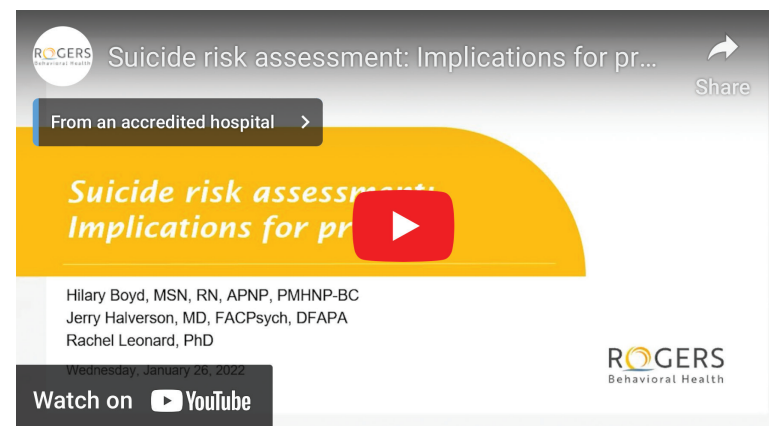 ROGERS
Behavioral Health
Suicide risk assessment: Implications for pr...
Share
From an accredited hospital
Suicide risk assessment:
Implications for pr
Hilary Boyd, MSN, RN, APNP, PMHNP-BC
Jerry Halverson, MD, FACPsych, DFAPA
Rachel Leonard, PhD
Wednesday, January 26, 2022
ROGERS
Behavioral Health
Watch on YouTube